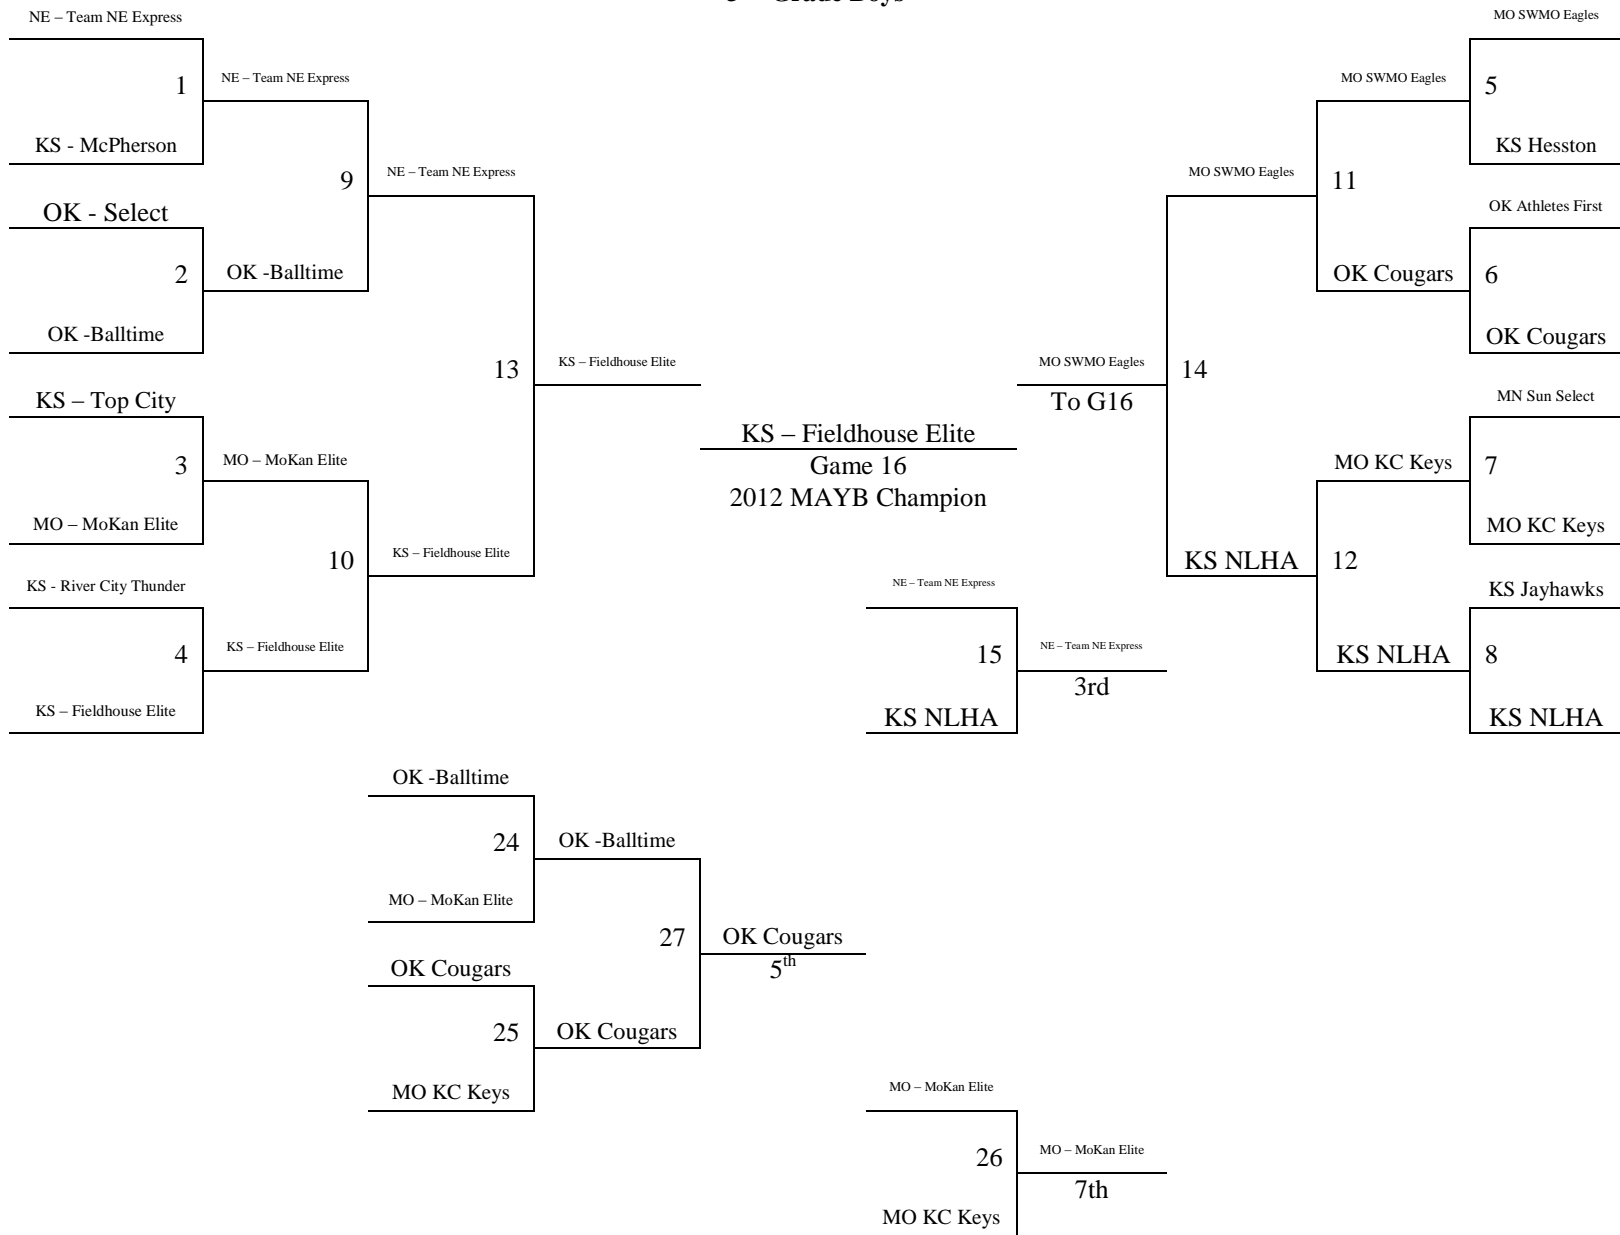 Grade Boys
NE – Team NE Express
1
NE – Team NE Express
KS - McPherson
9
NE – Team NE Express
OK - Select
2
OK -Balltime
OK -Balltime
13
KS – Fieldhouse Elite
KS – Top City
3
MO – MoKan Elite
MO – MoKan Elite
10
KS – Fieldhouse Elite
KS - River City Thunder
4
KS – Fieldhouse Elite
KS – Fieldhouse Elite
KS – Fieldhouse Elite
Game 16
2012 MAYB Champion
MO SWMO Eagles
5
MO SWMO Eagles
KS Hesston
11
MO SWMO Eagles
OK Athletes First
6
OK Cougars
OK Cougars
14
MO SWMO Eagles
To G16
MN Sun Select
7
MO KC Keys
MO KC Keys
12
KS NLHA
KS Jayhawks
8
KS NLHA
KS NLHA
NE – Team NE Express
15
NE – Team NE Express
3rd
KS NLHA
OK -Balltime
24
OK -Balltime
MO – MoKan Elite
27
OK Cougars
5th
OK Cougars
25
OK Cougars
MO KC Keys
MO – MoKan Elite
26
MO – MoKan Elite
7th
MO KC Keys